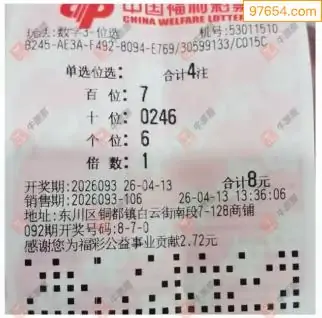 97654.com
中国福利彩票
CHINA WELFARE LOTTERY
玩法:数字3-位选 机号:53011510
B245-AE3A-F492-8094-E769/30599133/C015C
单选位选: 合计4注
百位: 7
十位: 0246
个位: 6
倍数: 1
开奖期:2026093 26-04-13 合计8元
销售期:2026093-106 26-04-13 13:36:06
地址:东川区铜都镇白云街南段7-128商铺
092期开奖号码:8-7-0
感谢您为福彩公益事业贡献2.72元